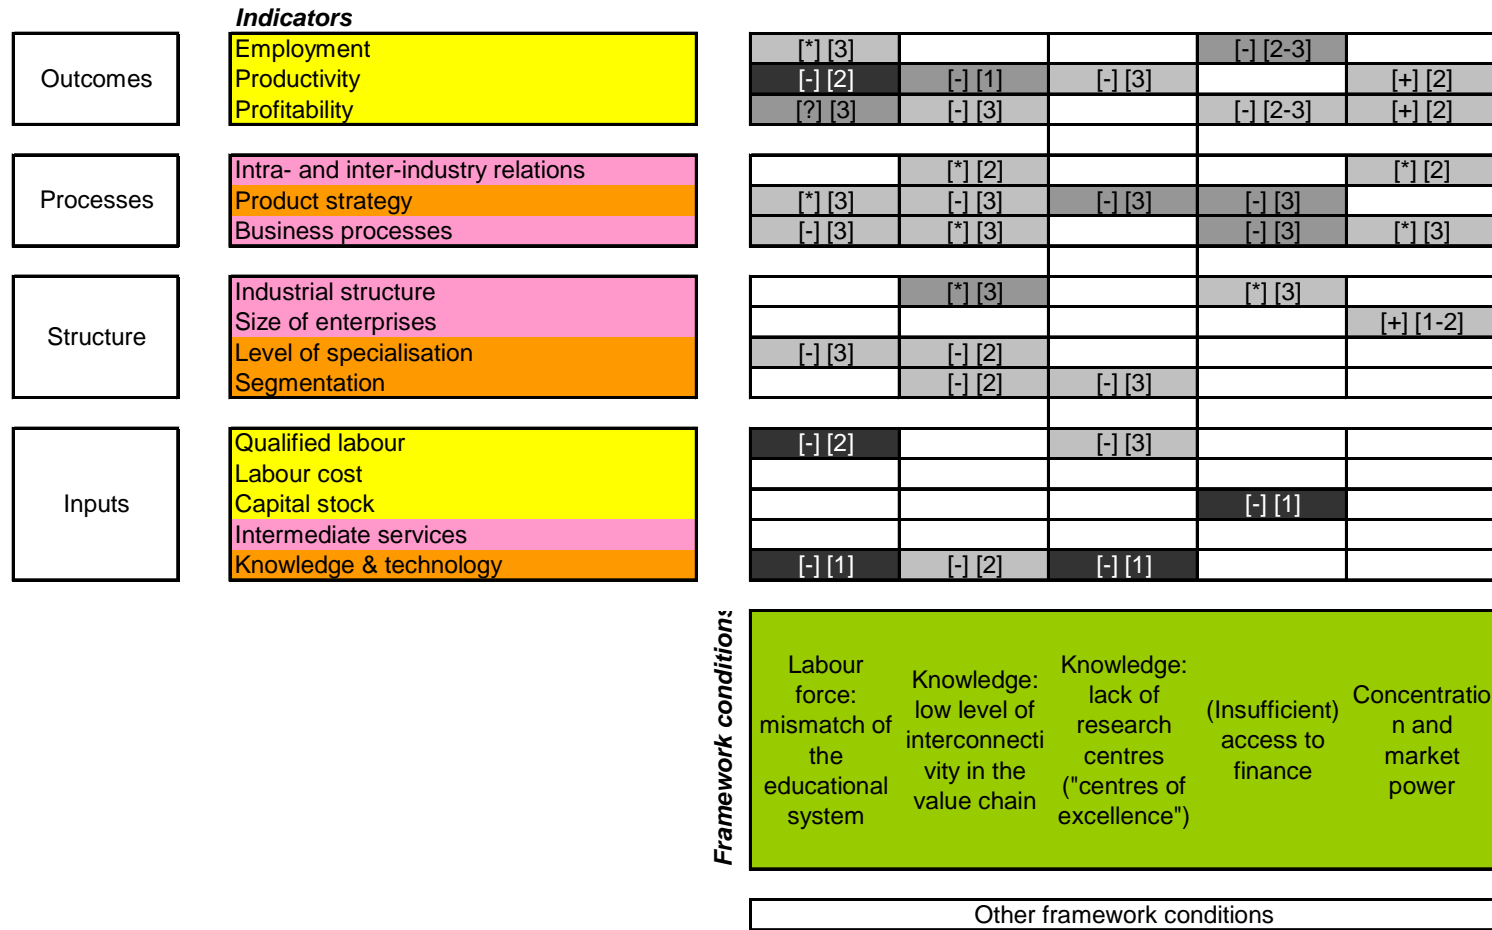 Indicators
Outcomes
Employment [*] [3] [-] [2-3]
Productivity [-] [2] [-] [1] [-] [3] [+] [2]
Profitability [?] [3] [-] [3] [-] [2-3] [+] [2]
Processes
Intra- and inter-industry relations [*] [2] [*] [2]
Product strategy [*] [3] [-] [3] [-] [3] [-] [3]
Business processes [-] [3] [*] [3] [-] [3] [*] [3]
Structure
Industrial structure [*] [3] [*] [3]
Size of enterprises [+] [1-2]
Level of specialisation [-] [3] [-] [2]
Segmentation [-] [2] [-] [3]
Inputs
Qualified labour [-] [2] [-] [3]
Labour cost
Capital stock [-] [1]
Intermediate services
Knowledge & technology [-] [1] [-] [2] [-] [1]
Framework conditions
Labour
force:
mismatch of
the
educational
system
Knowledge:
low level of
interconnecti
vity in the
value chain
Knowledge:
lack of
research
centres
("centres of
excellence")
(Insufficient)
access to
finance
Concentratio
n and
market
power
Other framework conditions